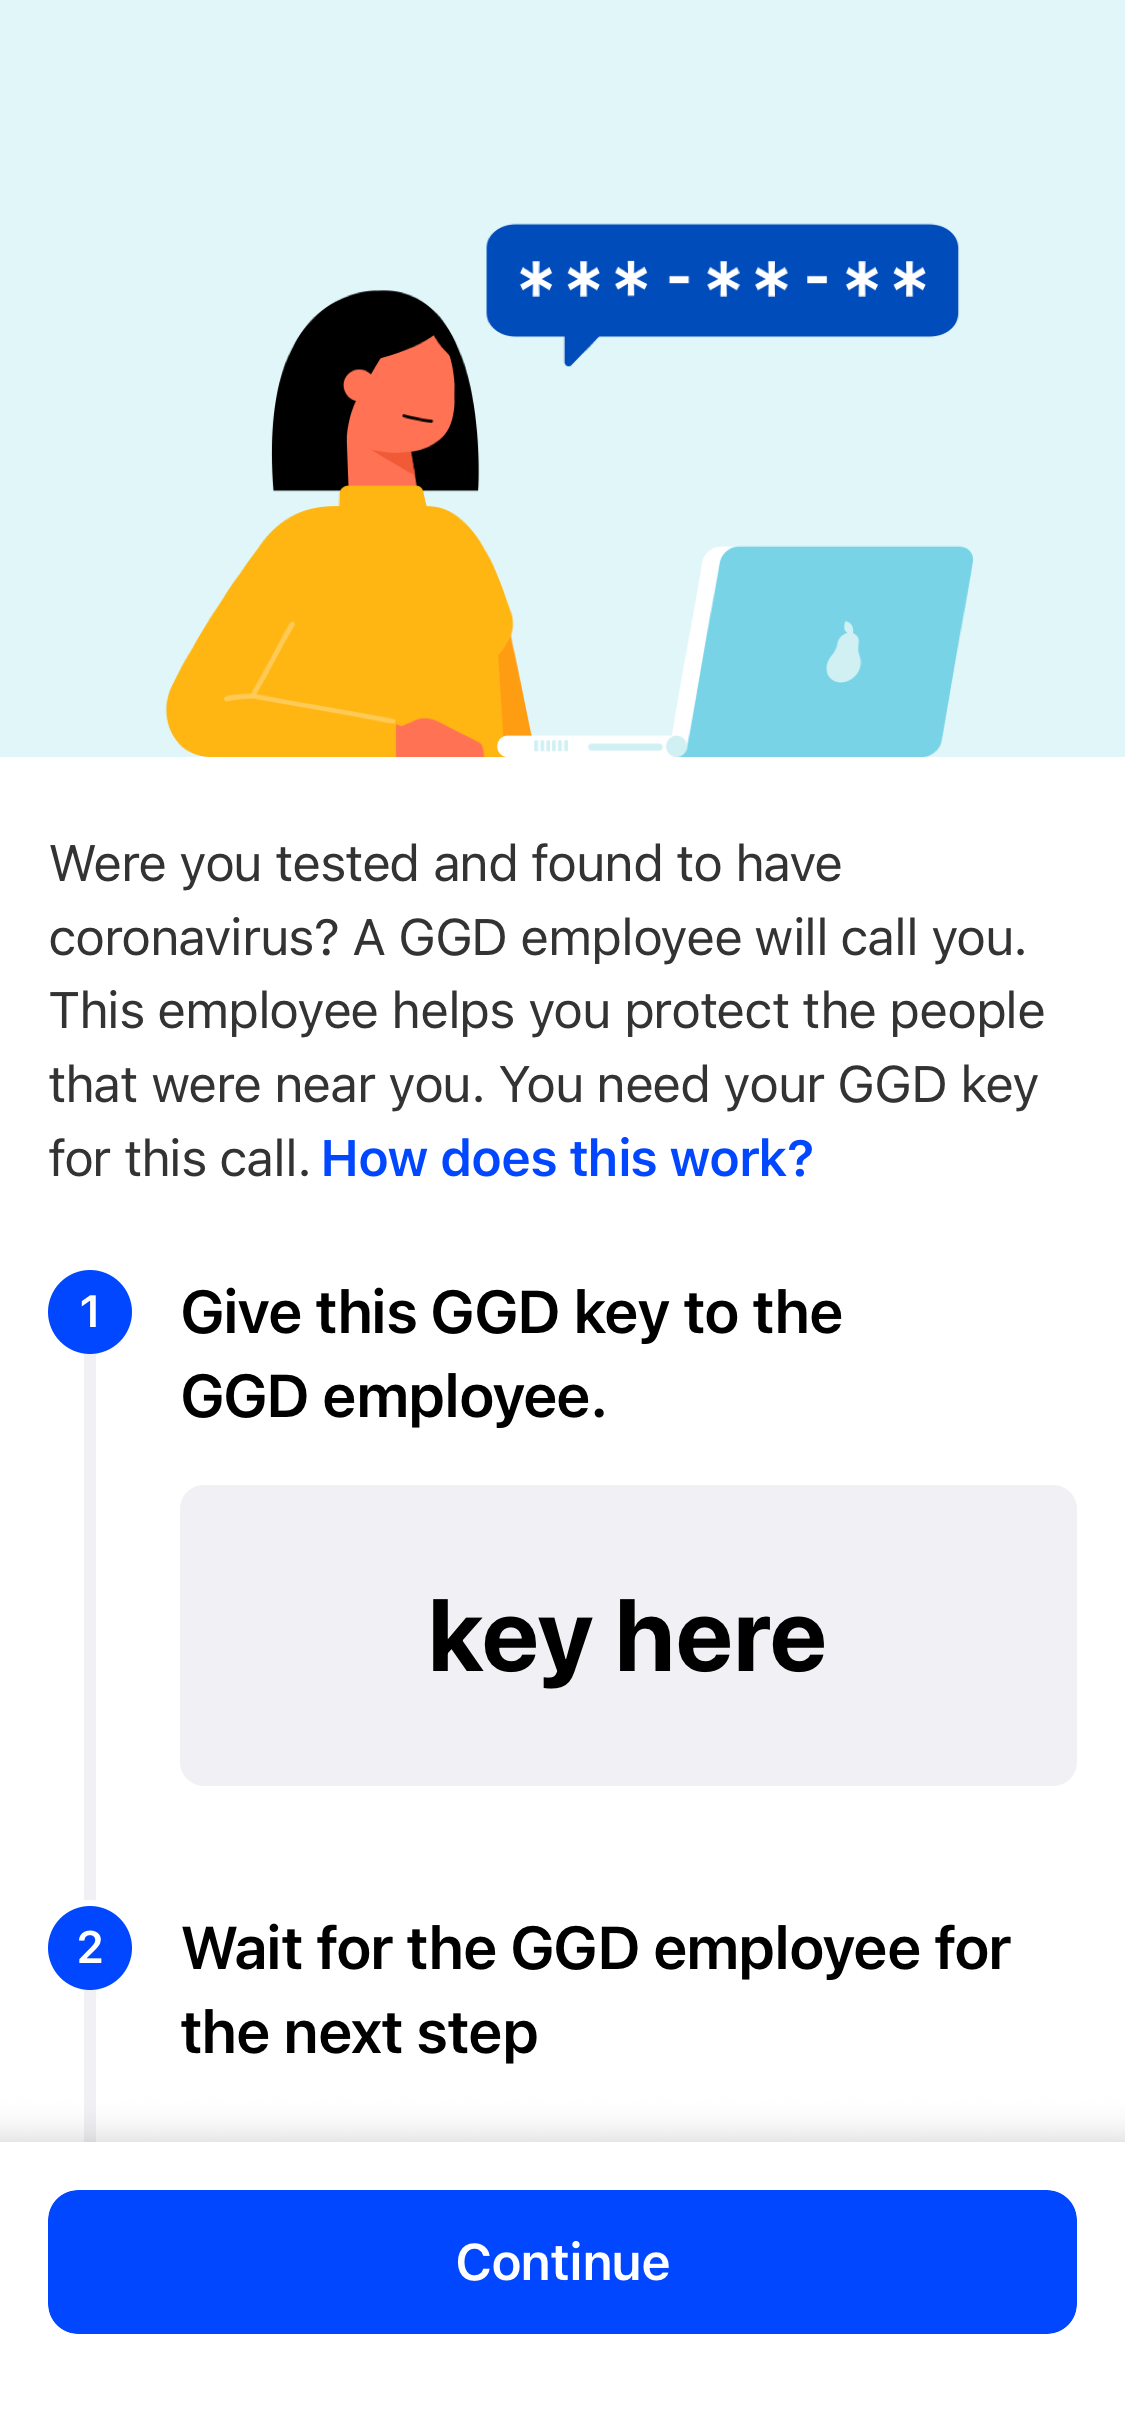 ***-**-**
Were you tested and found to have
coronavirus? A GGD employee will call you.
This employee helps you protect the people
that were near you. You need your GGD key
for this call. How does this work?
1
Give this GGD key to the
GGD employee.
key here
2
Wait for the GGD employee for
the next step
Continue